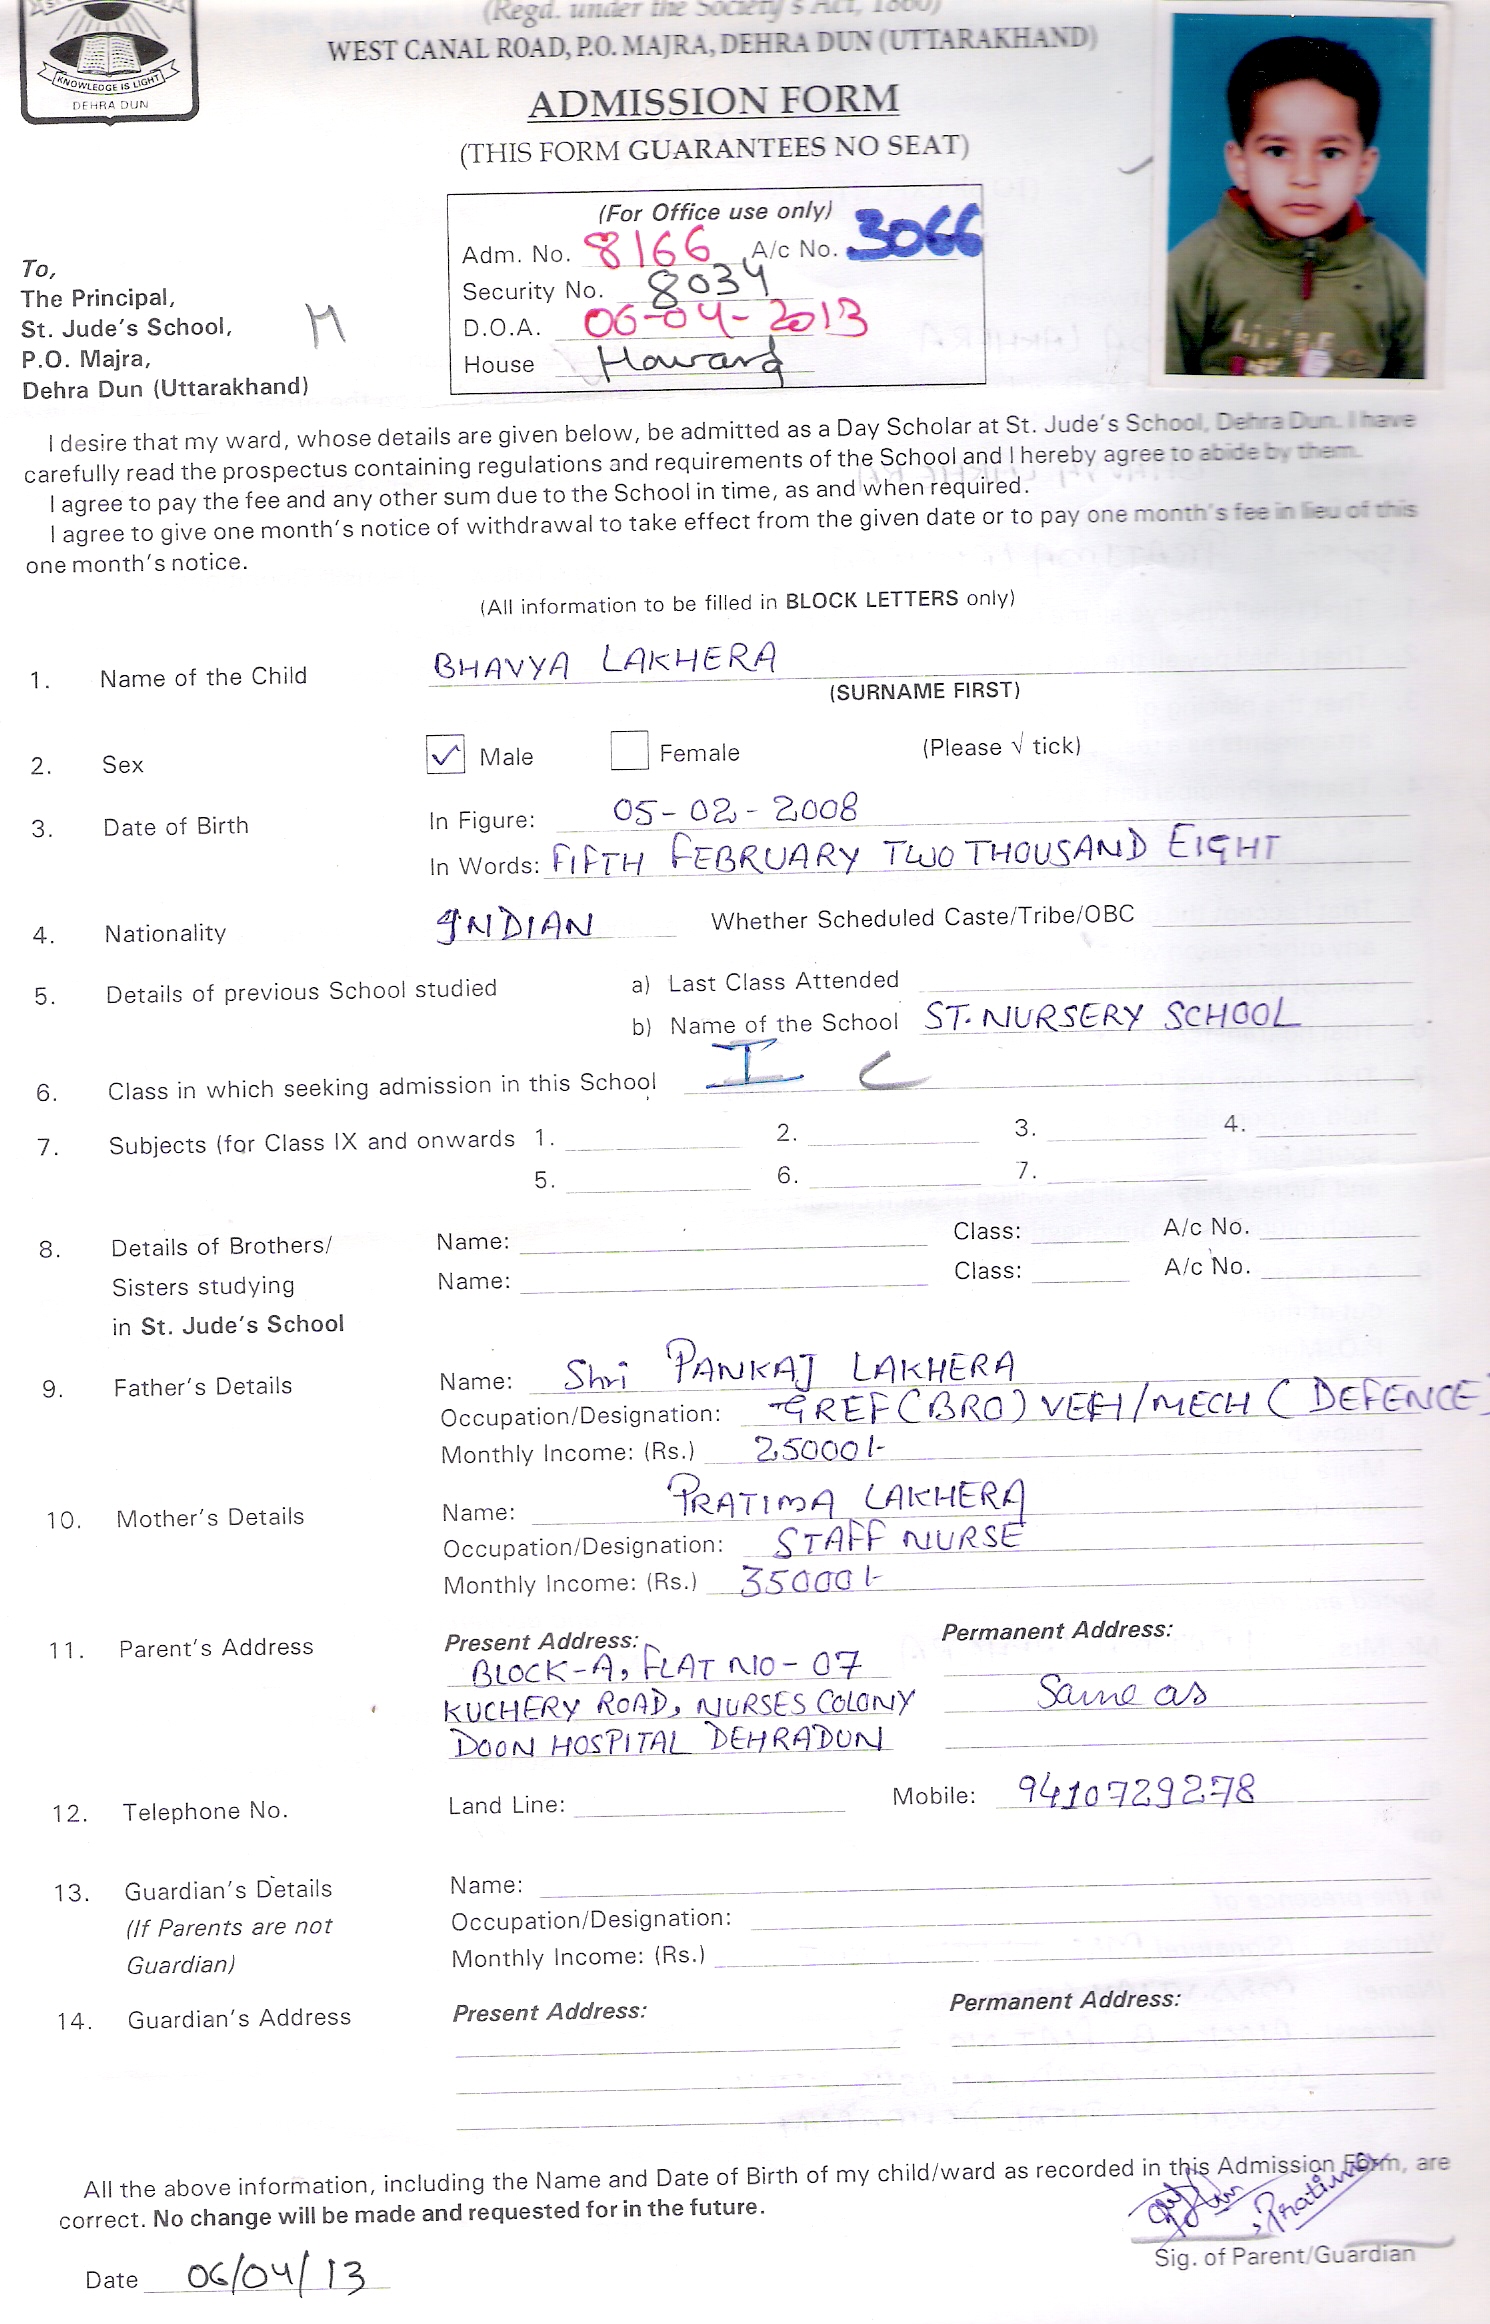 (Regd. under the Society's Act, 1860)
WEST CANAL ROAD, P.O. MAJRA, DEHRA DUN (UTTARAKHAND)
KNOWLEDGE IS LIGHT
DEHRA DUN
ADMISSION FORM
(THIS FORM GUARANTEES NO SEAT)
(For Office use only)
Adm. No. 8166 A/c No. 3066
Security No. 8034
D.O.A. 06-04-2013
House Howard
To,
The Principal,
St. Jude's School,
P.O. Majra,
Dehra Dun (Uttarakhand)
M
I desire that my ward, whose details are given below, be admitted as a Day Scholar at St. Jude's School, Dehra Dun. I have
carefully read the prospectus containing regulations and requirements of the School and I hereby agree to abide by them.
I agree to pay the fee and any other sum due to the School in time, as and when required.
I agree to give one month's notice of withdrawal to take effect from the given date or to pay one month's fee in lieu of this
one month's notice.
(All information to be filled in BLOCK LETTERS only)
1. Name of the Child BHAVYA LAKHERA
(SURNAME FIRST)
2. Sex ✓ Male Female (Please √ tick)
3. Date of Birth In Figure: 05-02-2008
In Words: FIFTH FEBRUARY TWO THOUSAND EIGHT
4. Nationality INDIAN Whether Scheduled Caste/Tribe/OBC
5. Details of previous School studied a) Last Class Attended
b) Name of the School ST. NURSERY SCHOOL
6. Class in which seeking admission in this School I C
7. Subjects (for Class IX and onwards 1. 2. 3. 4.
5. 6. 7.
8. Details of Brothers/ Name: Class: A/c No.
Sisters studying Name: Class: A/c No.
in St. Jude's School
9. Father's Details Name: Shri PANKAJ LAKHERA
Occupation/Designation: GREF (BRO) VEH/MECH (DEFENCE)
Monthly Income: (Rs.) 25000/-
10. Mother's Details Name: PRATIMA LAKHERA
Occupation/Designation: STAFF NURSE
Monthly Income: (Rs.) 35000/-
11. Parent's Address Present Address: Permanent Address:
BLOCK-A, FLAT NO-07
KUCHERY ROAD, NURSES COLONY Same as
DOON HOSPITAL DEHRADUN
12. Telephone No. Land Line: Mobile: 9410729278
13. Guardian's Details Name:
(If Parents are not Occupation/Designation:
Guardian) Monthly Income: (Rs.)
14. Guardian's Address Present Address: Permanent Address:
All the above information, including the Name and Date of Birth of my child/ward as recorded in this Admission Form, are
correct. No change will be made and requested for in the future.
Pratima
Sig. of Parent/Guardian
Date 06/04/13